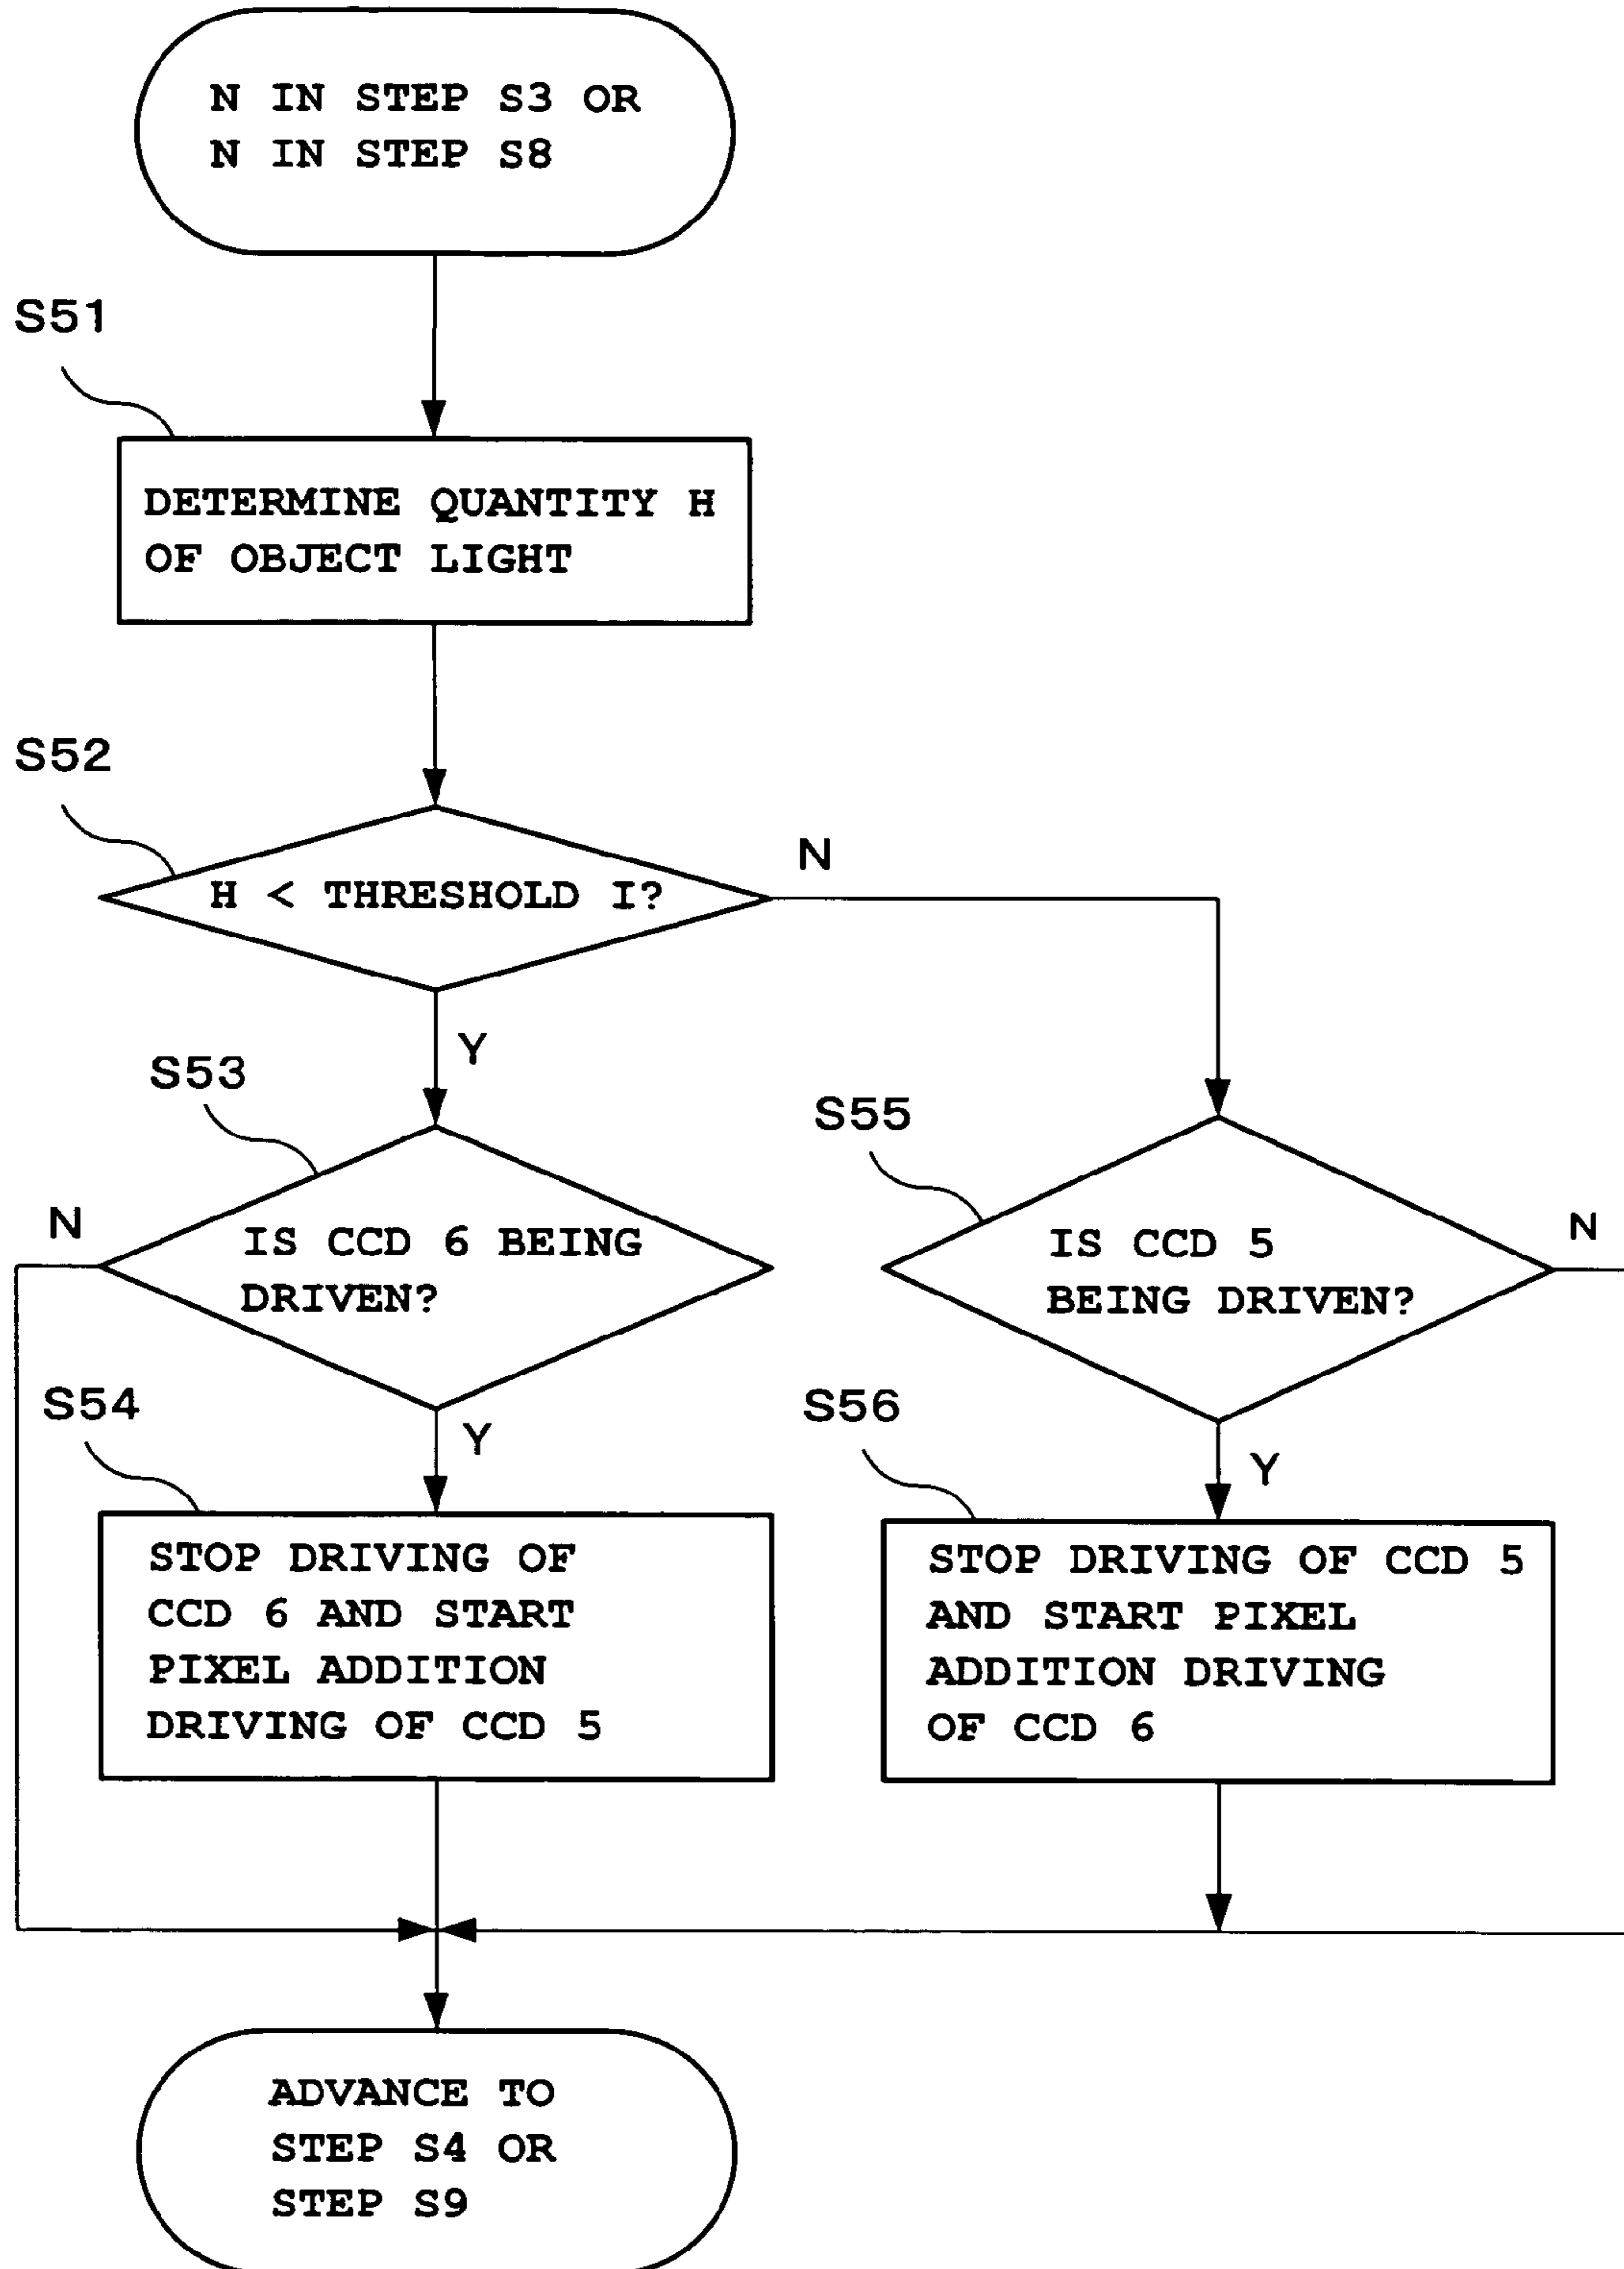 N IN STEP S3 OR
N IN STEP S8
S51
DETERMINE QUANTITY H
OF OBJECT LIGHT
S52
H < THRESHOLD I?
N
Y
S53
IS CCD 6 BEING
DRIVEN?
N
Y
S55
IS CCD 5
BEING DRIVEN?
N
Y
S54
STOP DRIVING OF
CCD 6 AND START
PIXEL ADDITION
DRIVING OF CCD 5
S56
STOP DRIVING OF CCD 5
AND START PIXEL
ADDITION DRIVING
OF CCD 6
ADVANCE TO
STEP S4 OR
STEP S9